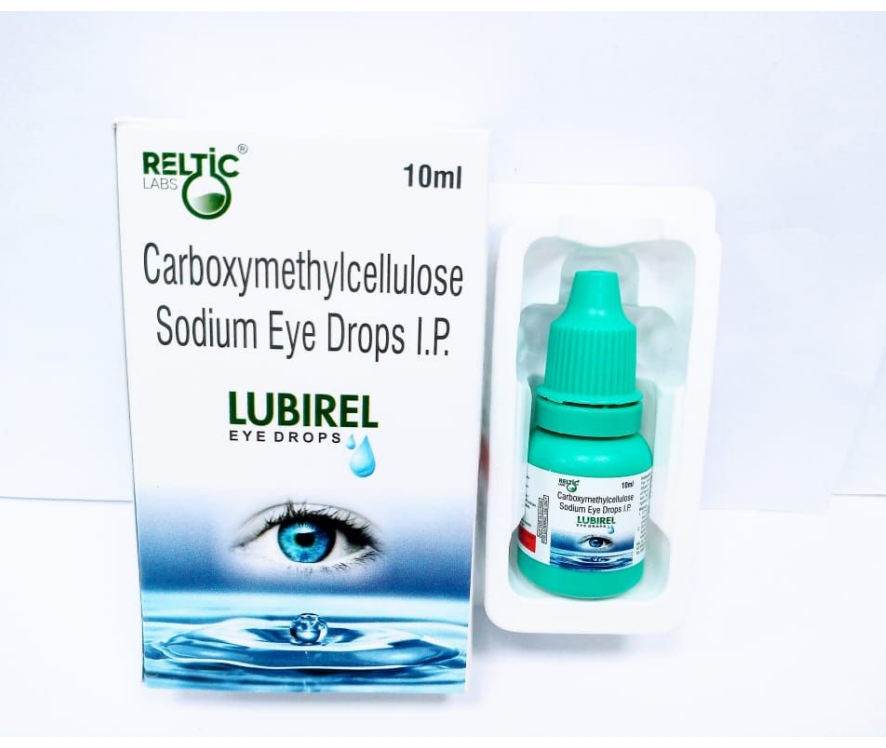 RELTIC®
LABS
10ml
Carboxymethylcellulose
Sodium Eye Drops I.P.
LUBIREL
EYE DROPS
RELTIC
LABS
10ml
Carboxymethylcellulose
Sodium Eye Drops I.P.
LUBIREL
EYE DROPS